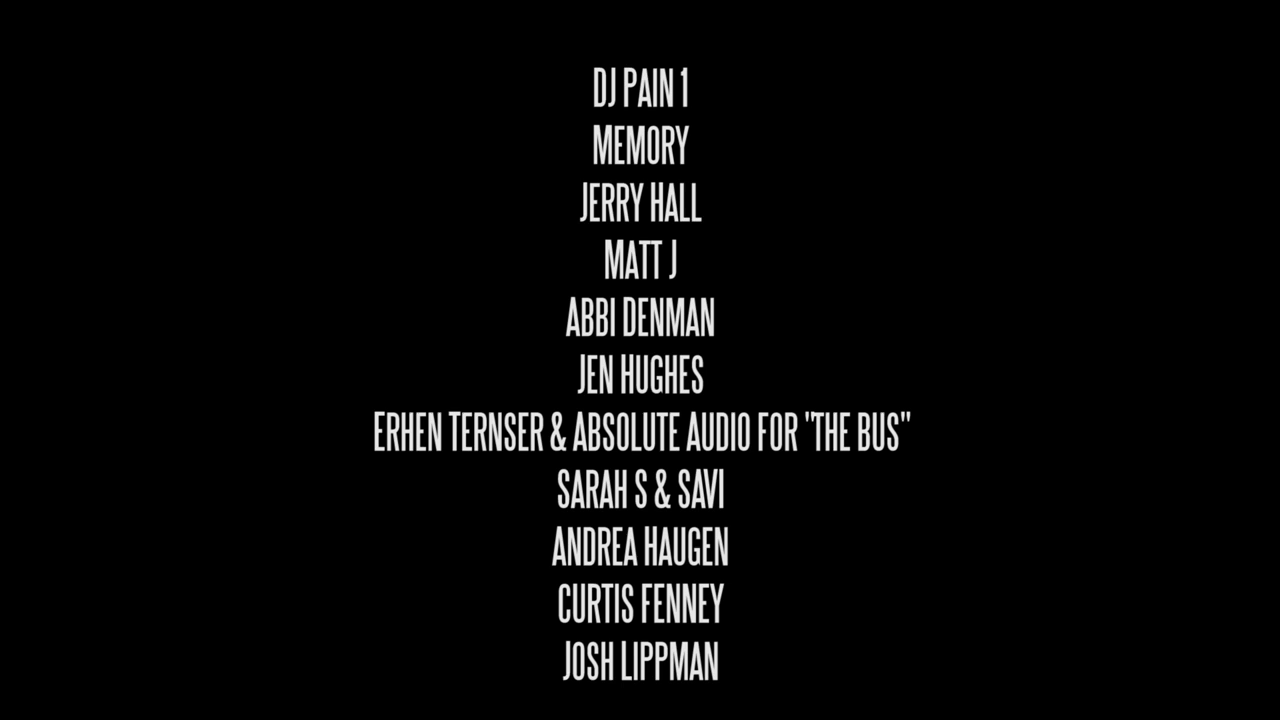 DJ PAIN 1
MEMORY
JERRY HALL
MATT J
ABBI DENMAN
JEN HUGHES
ERHEN TERNSER & ABSOLUTE AUDIO FOR "THE BUS"
SARAH S & SAVI
ANDREA HAUGEN
CURTIS FENNEY
JOSH LIPPMAN